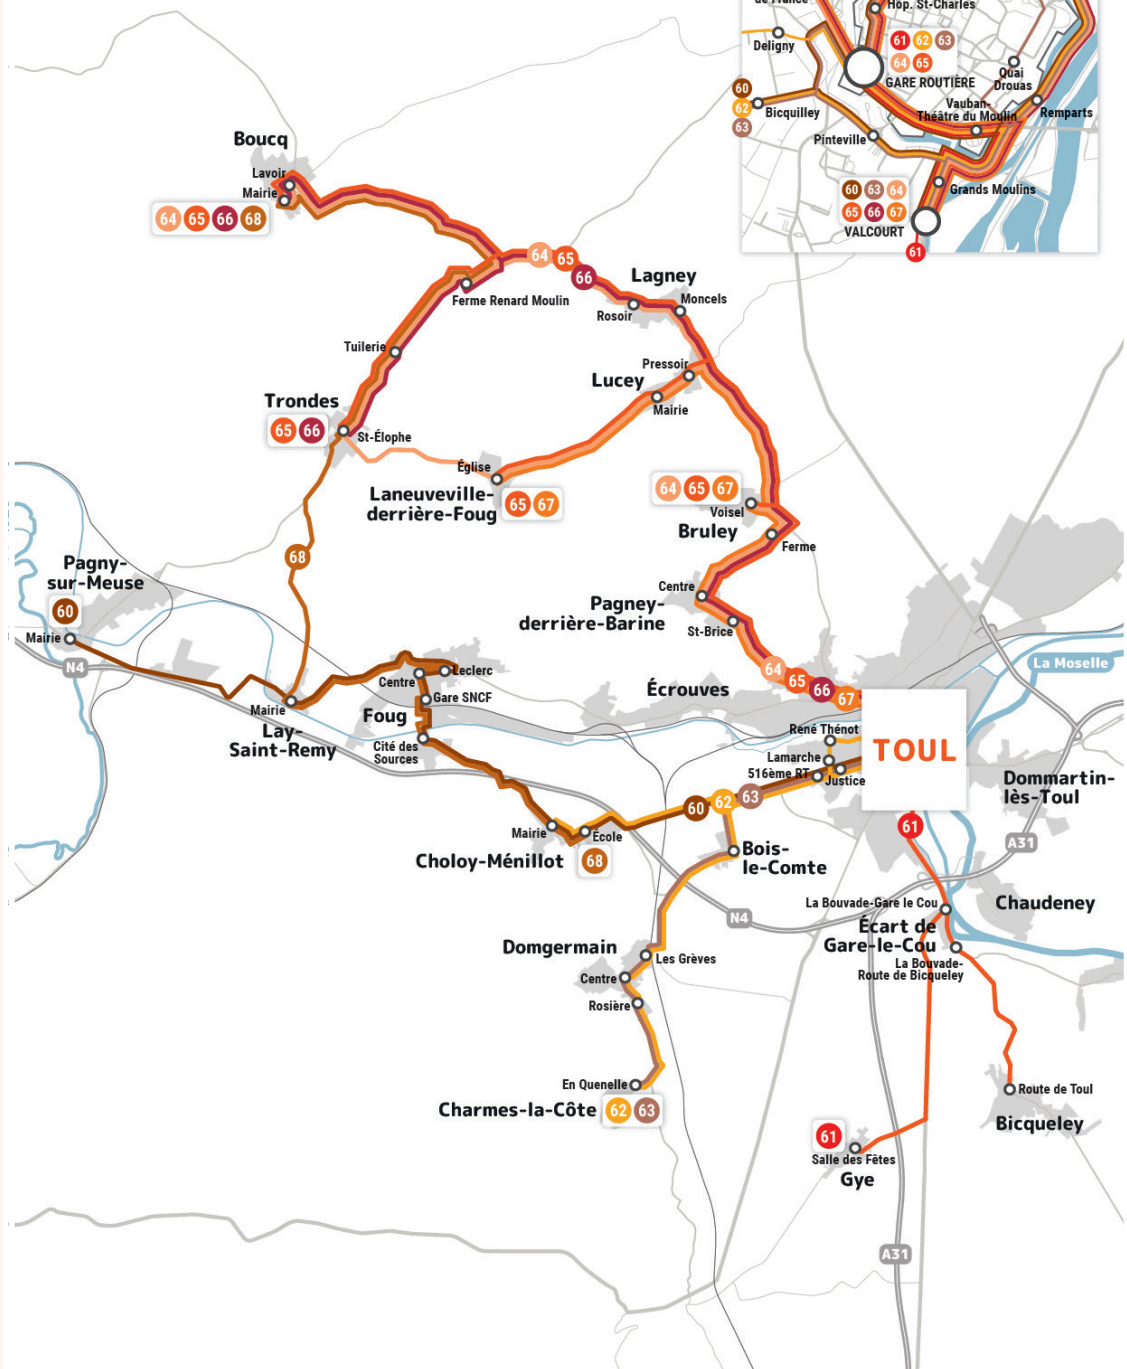 de France
Hôp. St-Charles
61 62 63
64 65
GARE ROUTIÈRE
Deligny
Quai
Drouas
Vauban-
Théâtre du Moulin
Remparts
60
62
63
Bicquilley
Pinteville
Grands Moulins
60 63 64
65 66 67
VALCOURT
61
Boucq
Lavoir
Mairie
64 65 66 68
64 65
66
Ferme Renard Moulin
Lagney
Moncels
Rosoir
Tuilerie
Pressoir
Lucey
Mairie
Trondes
65 66
St-Élophe
Église
Laneuveville-
derrière-Foug
65 67
64 65 67
Voisel
Bruley
Ferme
68
Pagny-
sur-Meuse
60
Mairie
N4
Centre
Pagney-
derrière-Barine
St-Brice
64
65
66
67
La Moselle
Leclerc
Centre
Gare SNCF
Foug
Mairie
Lay-
Saint-Remy
Cité des
Sources
Écrouves
René Thénot
Lamarche
516ème RT
Justice
TOUL
Dommartin-
lès-Toul
60 62 63
61
A31
Mairie
École
Choloy-Ménillot
68
Bois-
le-Comte
N4
La Bouvade-Gare le Cou
Chaudeney
Écart de
Gare-le-Cou
La Bouvade-
Route de Bicqueley
Domgermain
Les Grèves
Centre
Rosière
En Quenelle
Charmes-la-Côte
62 63
Route de Toul
Bicqueley
61
Salle des Fêtes
Gye
A31